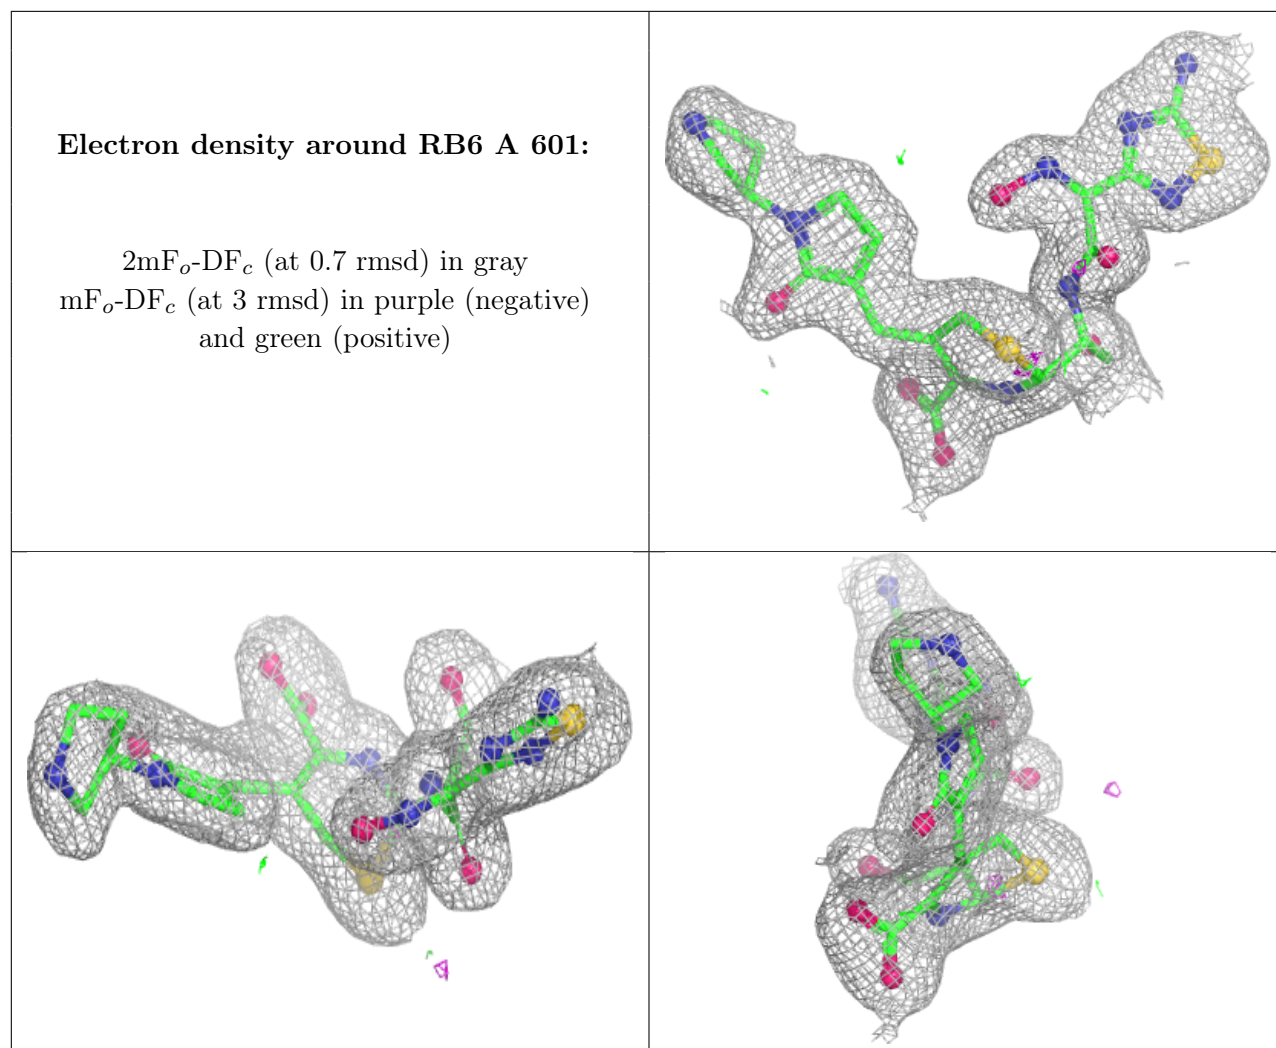 Electron density around RB6 A 601:
2mFo-DFc (at 0.7 rmsd) in gray
mFo-DFc (at 3 rmsd) in purple (negative)
and green (positive)